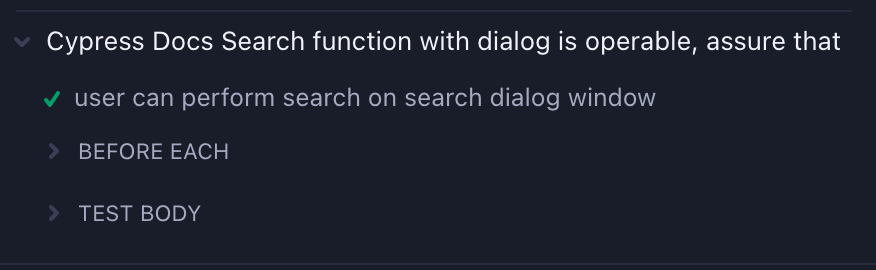 Cypress Docs Search function with dialog is operable, assure that
user can perform search on search dialog window
BEFORE EACH
TEST BODY